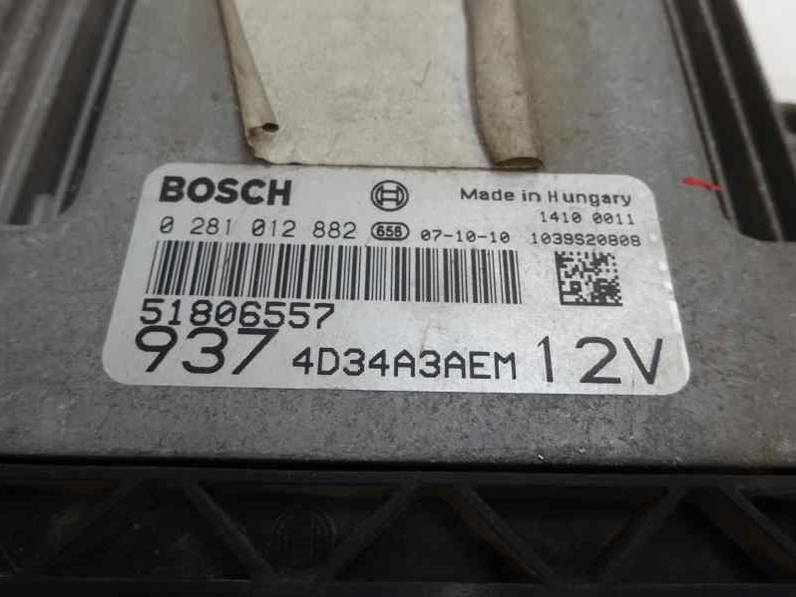 BOSCH Made in Hungary
1410 0011
0 281 012 882 656 07-10-10 1039S20808
51806557
937 4D34A3AEM 12V